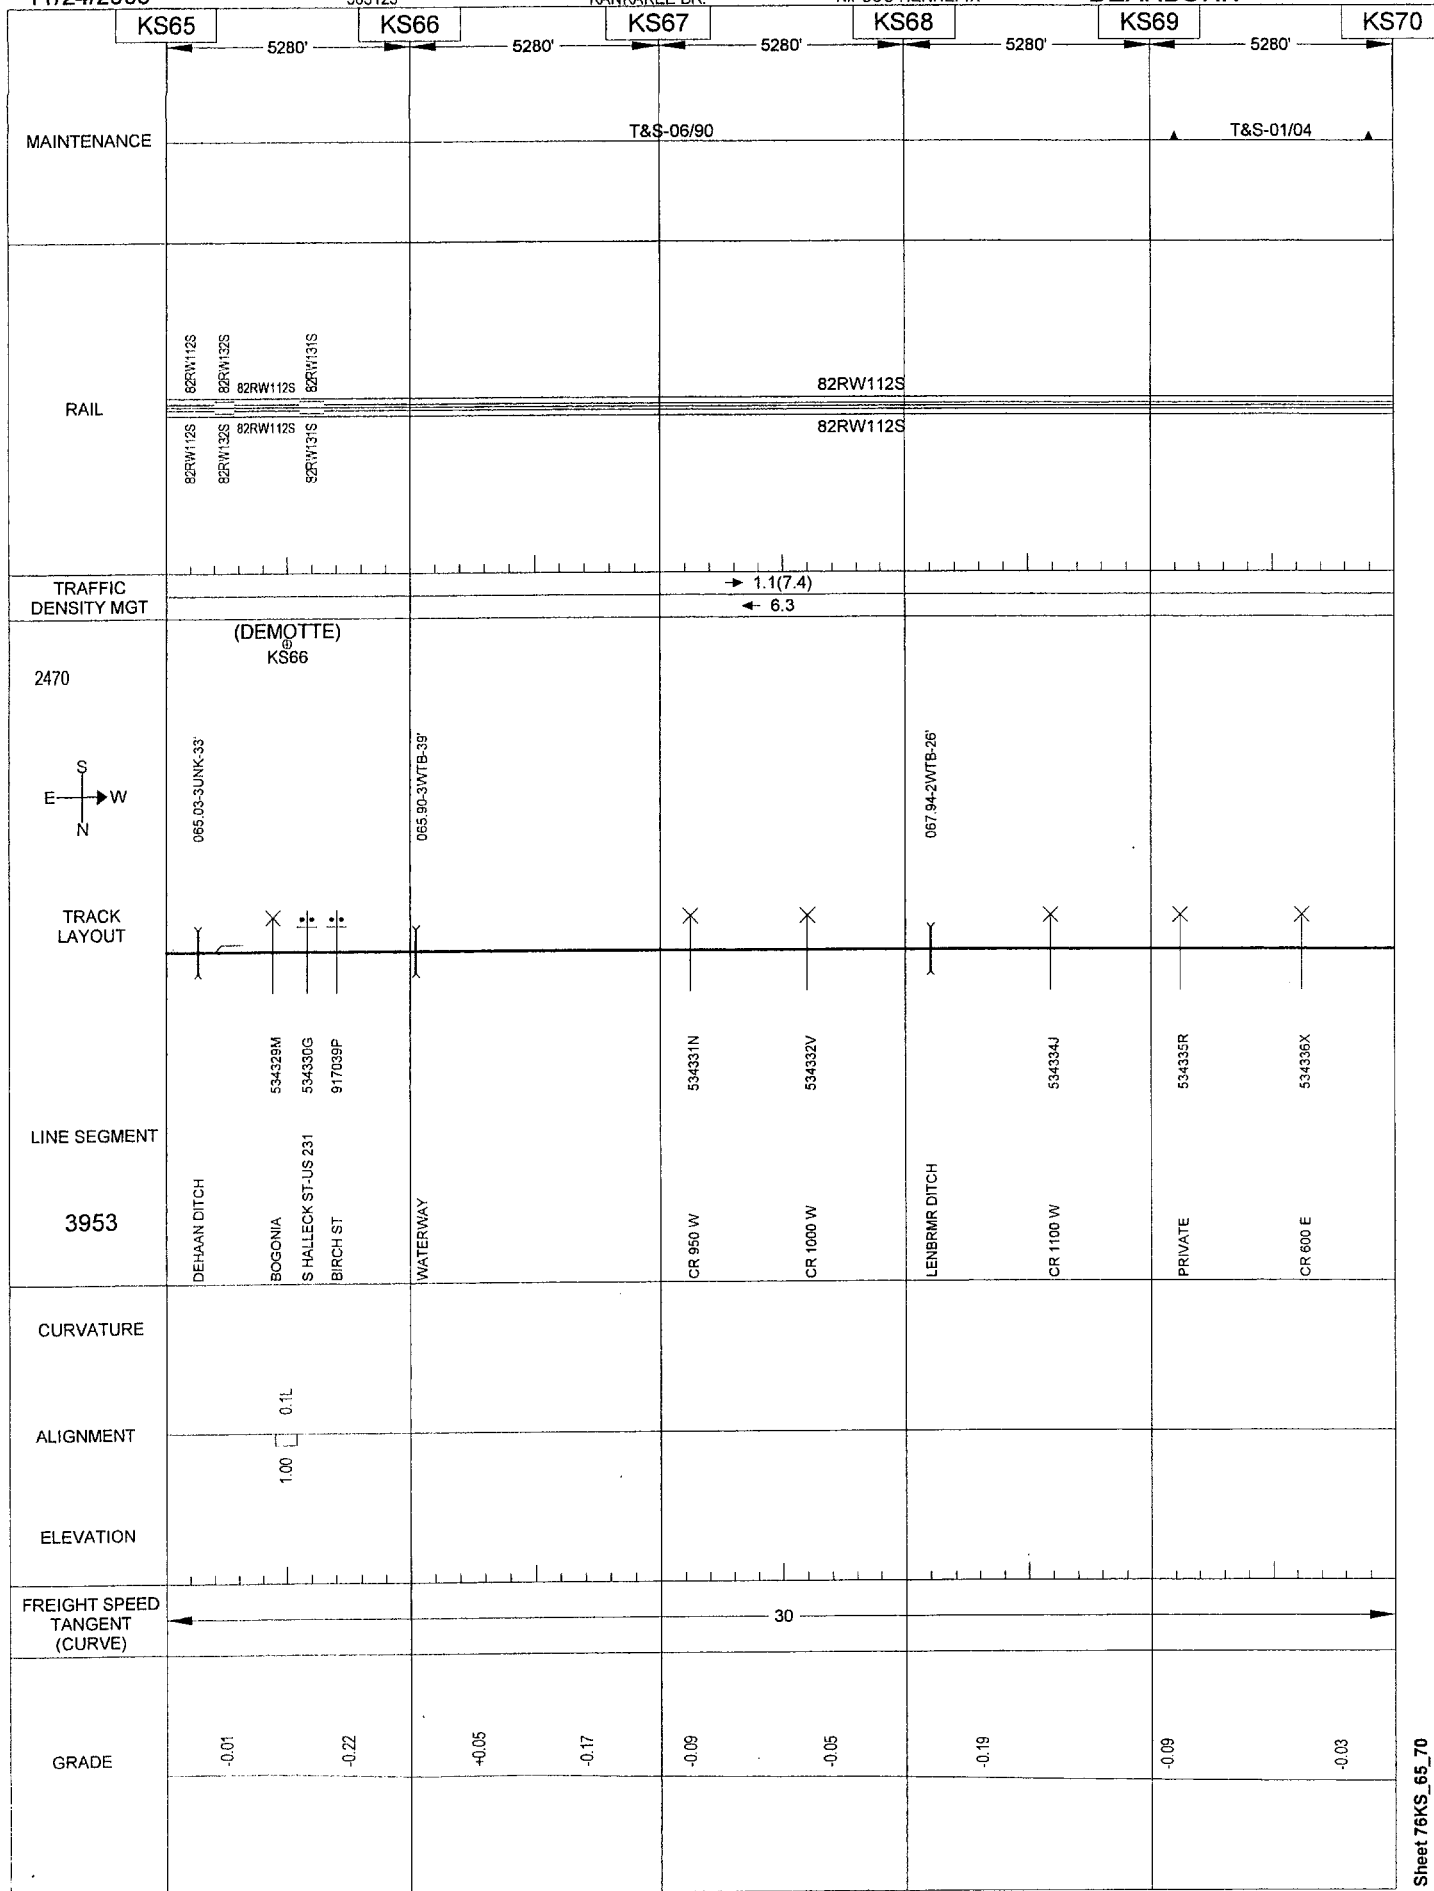 KS65 KS66 KS67 KS68 KS69 KS70
5280' 5280' 5280' 5280' 5280'
MAINTENANCE
T&S-06/90
T&S-01/04
RAIL
82RW112S
82RW132S
82RW112S
82RW131S
82RW112S
82RW112S
82RW132S
82RW112S
82RW131S
82RW112S
TRAFFIC
DENSITY MGT
1.1(7.4)
6.3
(DEMOTTE)
KS66
2470
S
E W
N
065.03-3UNK-33'
065.90-3WTB-39'
067.94-2WTB-26'
TRACK
LAYOUT
534329M
534330G
917039P
534331N
534332V
534334J
534335R
534336X
LINE SEGMENT
3953
DEHAAN DITCH
BOGONIA
S HALLECK ST-US 231
BIRCH ST
WATERWAY
CR 950 W
CR 1000 W
LENBRMR DITCH
CR 1100 W
PRIVATE
CR 600 E
CURVATURE
0.1L
ALIGNMENT
1.00
ELEVATION
FREIGHT SPEED
TANGENT
(CURVE)
30
GRADE
-0.01
-0.22
+0.05
-0.17
-0.09
-0.05
-0.19
-0.09
-0.03
Sheet 76KS_65_70